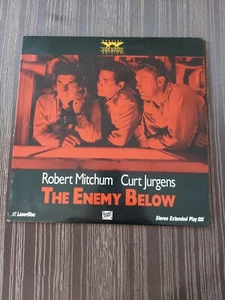 Robert Mitchum Curt Jurgens
THE ENEMY BELOW
LaserDisc
Stereo Extended Play